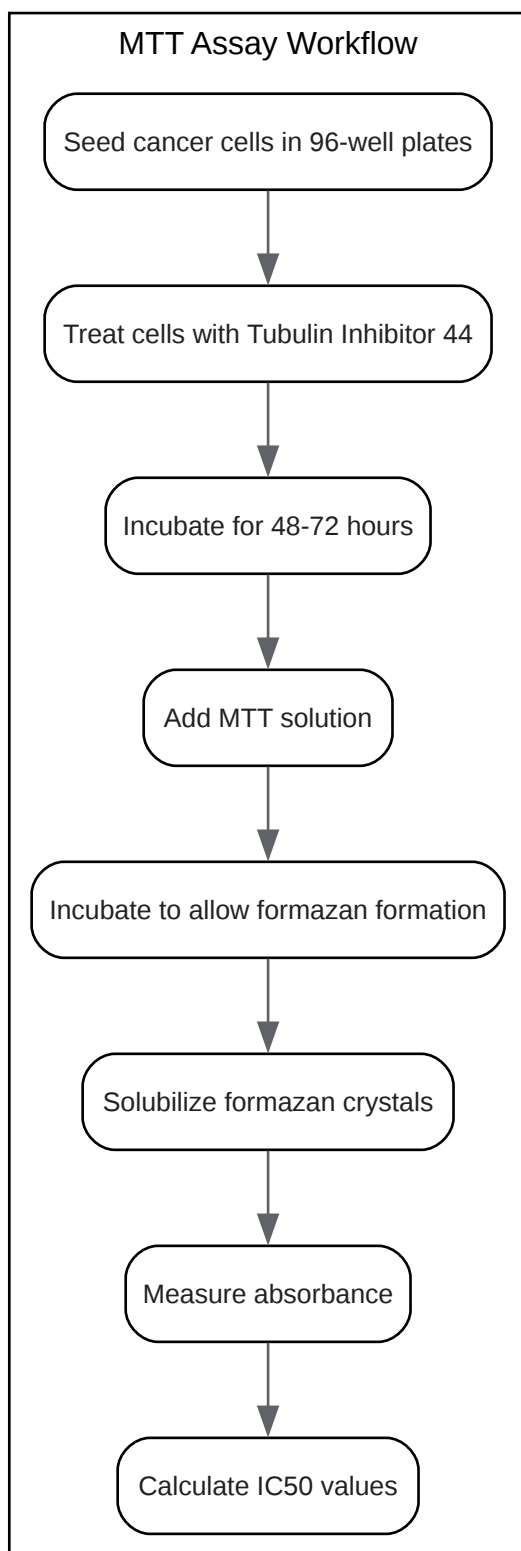 MTT Assay Workflow
Seed cancer cells in 96-well plates
Treat cells with Tubulin Inhibitor 44
Incubate for 48-72 hours
Add MTT solution
Incubate to allow formazan formation
Solubilize formazan crystals
Measure absorbance
Calculate IC50 values